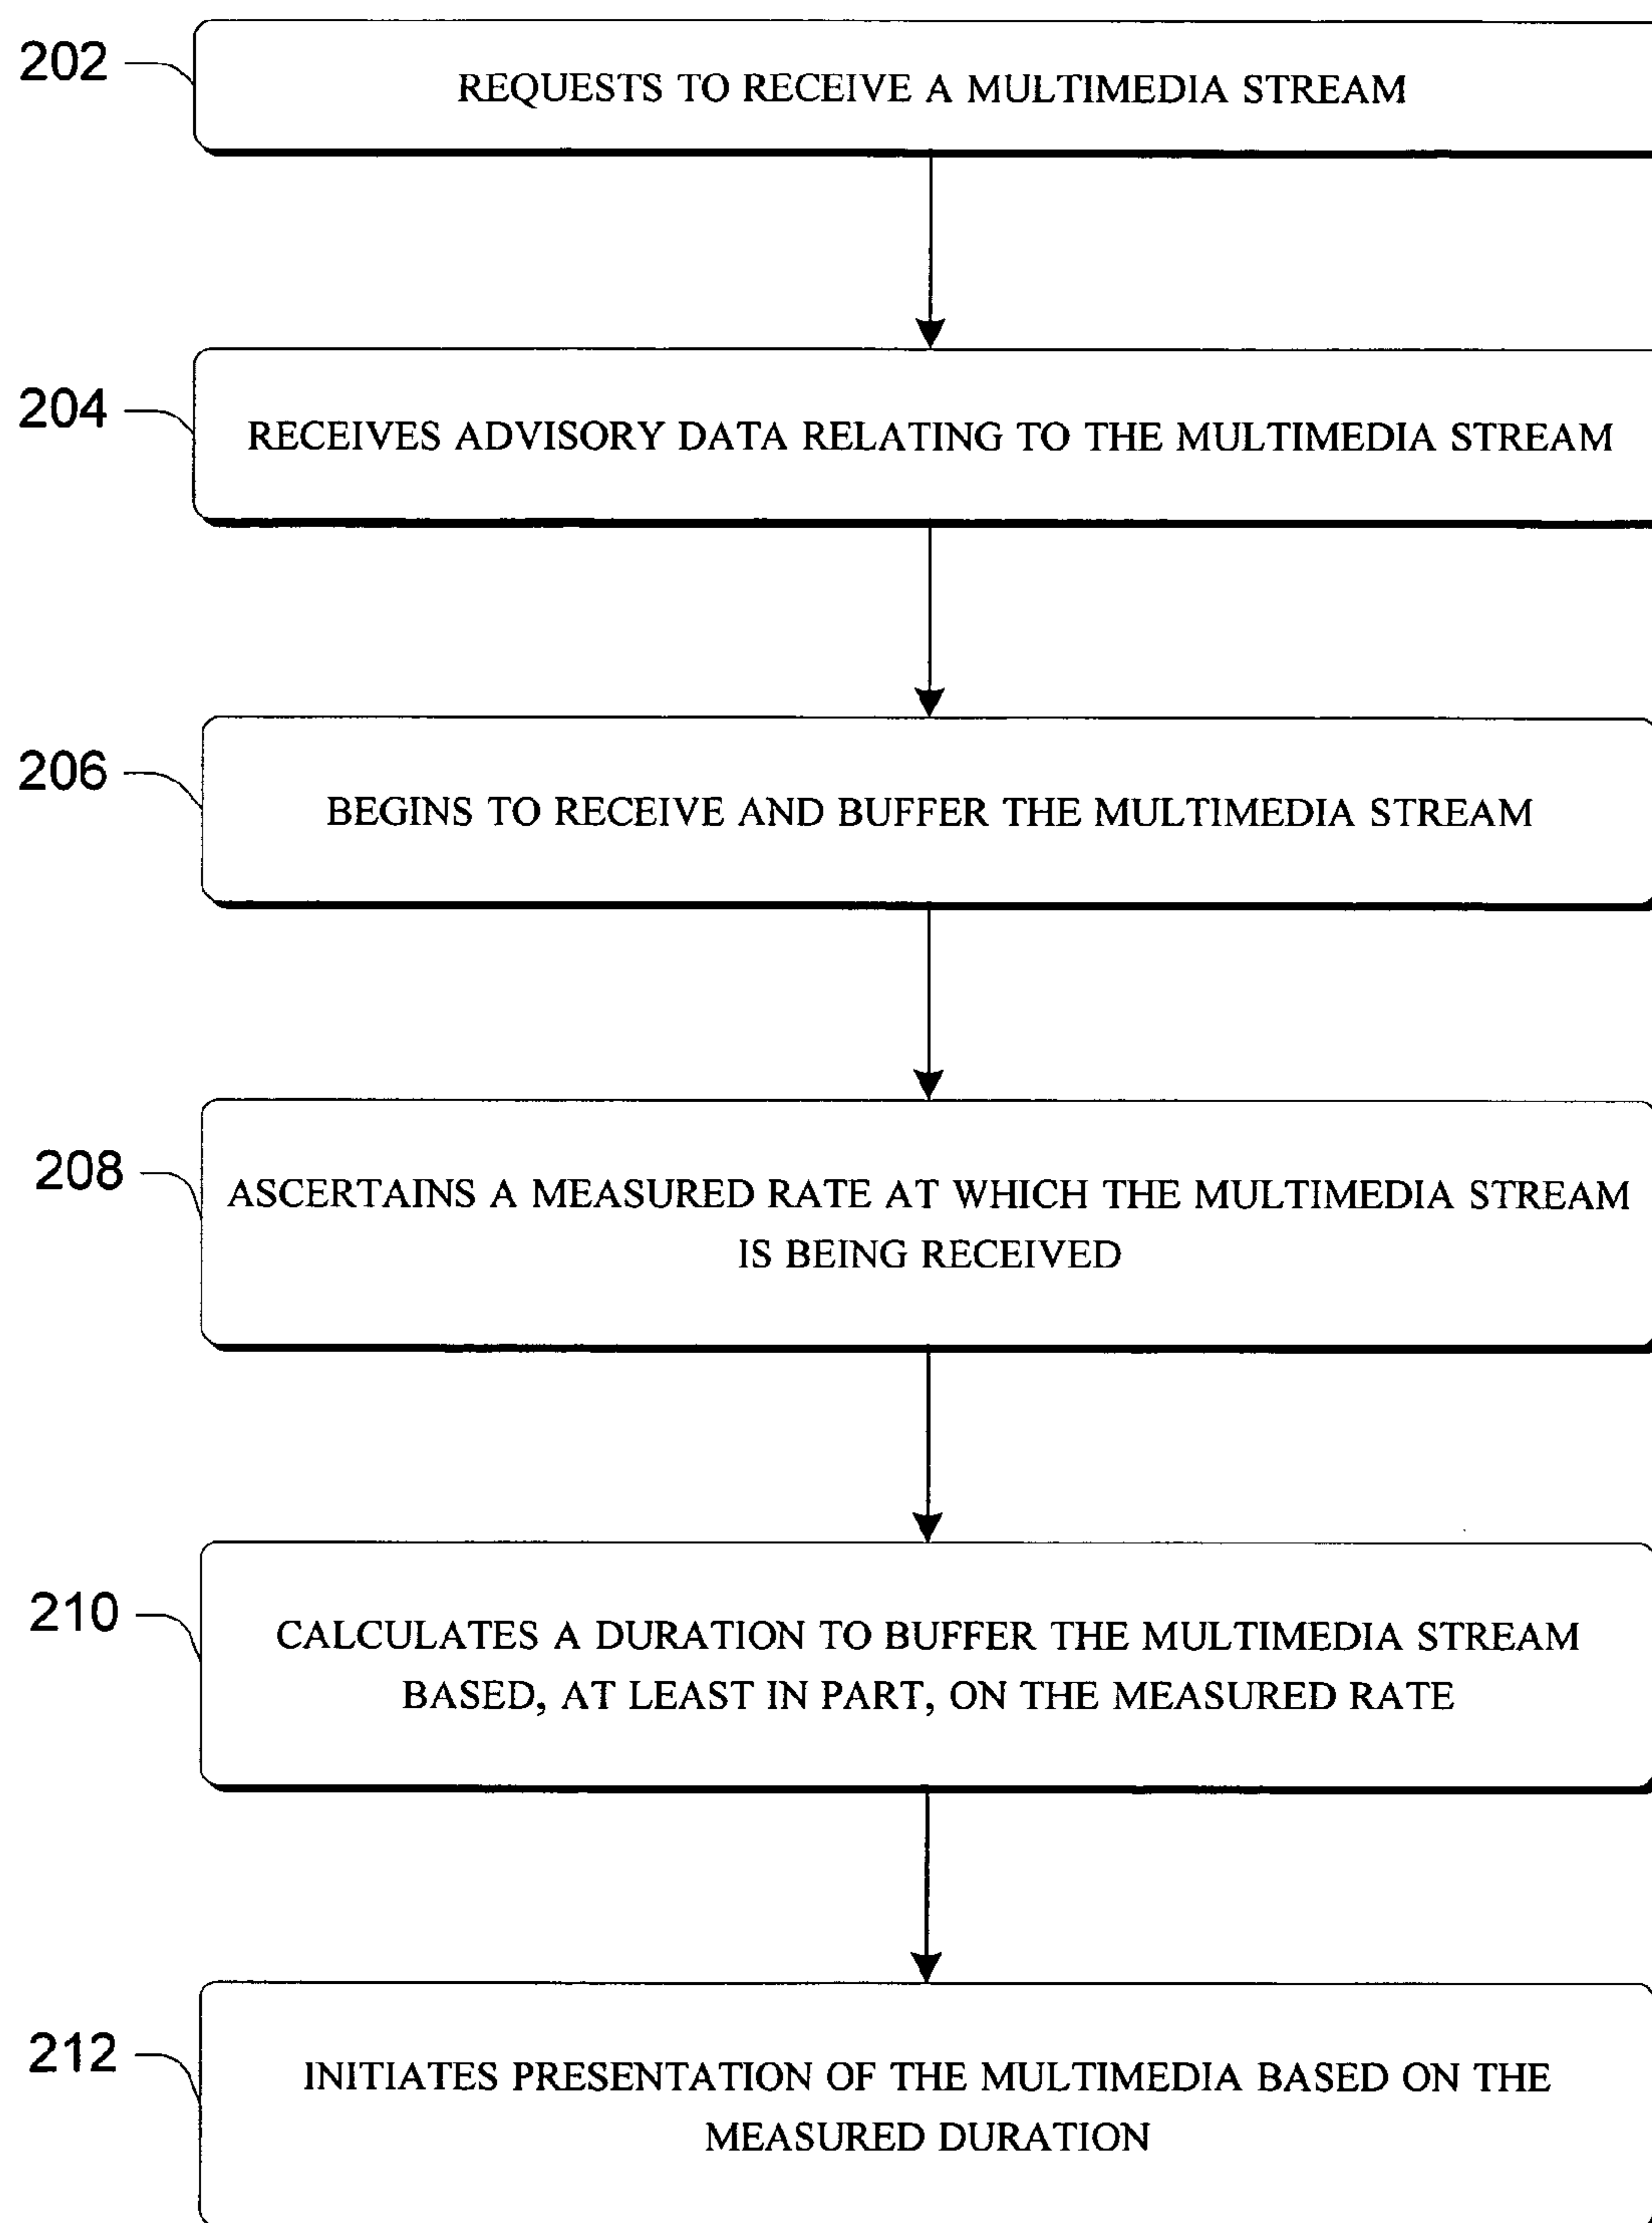 202
REQUESTS TO RECEIVE A MULTIMEDIA STREAM
204
RECEIVES ADVISORY DATA RELATING TO THE MULTIMEDIA STREAM
206
BEGINS TO RECEIVE AND BUFFER THE MULTIMEDIA STREAM
208
ASCERTAINS A MEASURED RATE AT WHICH THE MULTIMEDIA STREAM
IS BEING RECEIVED
210
CALCULATES A DURATION TO BUFFER THE MULTIMEDIA STREAM
BASED, AT LEAST IN PART, ON THE MEASURED RATE
212
INITIATES PRESENTATION OF THE MULTIMEDIA BASED ON THE
MEASURED DURATION